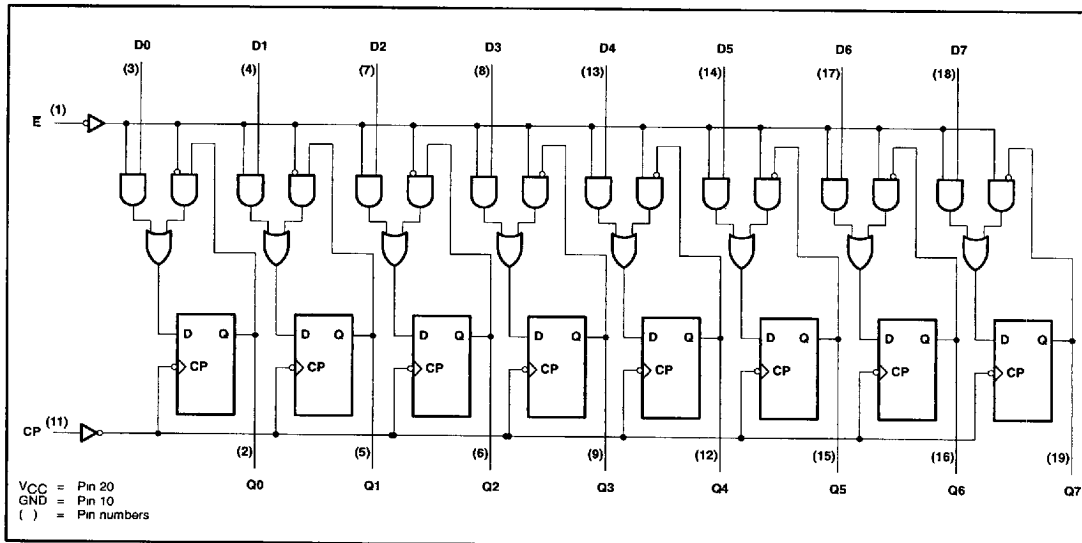 D0 D1 D2 D3 D4 D5 D6 D7
(3) (4) (7) (8) (13) (14) (17) (18)
E̅ (1)
D Q D Q D Q D Q D Q D Q D Q D Q
CP CP CP CP CP CP CP CP
CP (11)
(2) (5) (6) (9) (12) (15) (16) (19)
Q0 Q1 Q2 Q3 Q4 Q5 Q6 Q7
VCC = Pin 20
GND = Pin 10
( ) = Pin numbers